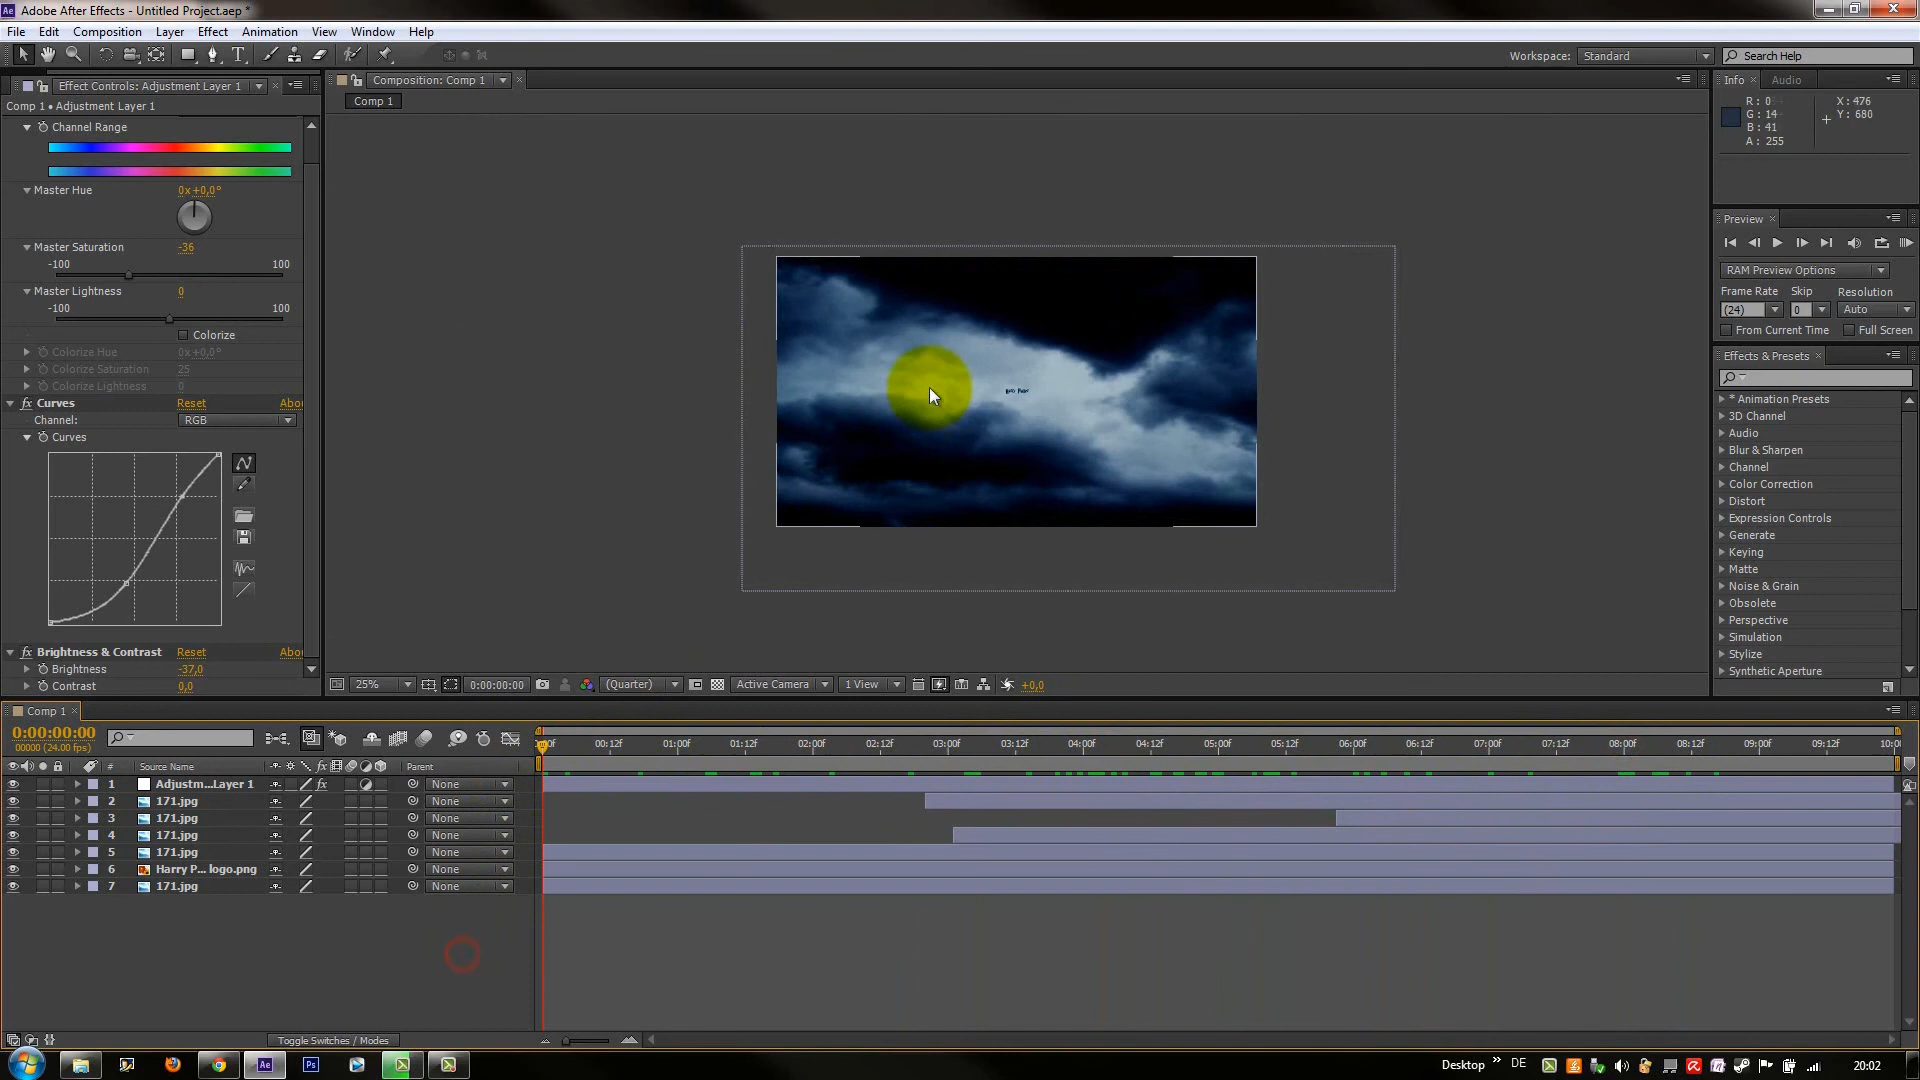 Adobe After Effects - Untitled Project.aep *
File Edit Composition Layer Effect Animation View Window Help
Workspace: Standard Search Help
Effect Controls: Adjustment Layer 1
Comp 1 • Adjustment Layer 1
Channel Range
Master Hue 0x+0,0°
Master Saturation -36
-100 100
Master Lightness 0
-100 100
Colorize
Colorize Hue 0x+0,0°
Colorize Saturation 25
Colorize Lightness 0
Curves Reset Abou
Channel: RGB
Curves
Brightness & Contrast Reset Abou
Brightness -37,0
Contrast 0,0
Composition: Comp 1
Comp 1
Harry Potter
25% 0:00:00:00 (Quarter) Active Camera 1 View +0,0
Info Audio
R: 0 X: 476
G: 14 Y: 680
B: 41
A: 255
Preview
RAM Preview Options
Frame Rate Skip Resolution
(24) 0 Auto
From Current Time Full Screen
Effects & Presets
* Animation Presets
3D Channel
Audio
Blur & Sharpen
Channel
Color Correction
Distort
Expression Controls
Generate
Keying
Matte
Noise & Grain
Obsolete
Perspective
Simulation
Stylize
Synthetic Aperture
Comp 1
0:00:00:00
00000 (24.00 fps)
00f 00:12f 01:00f 01:12f 02:00f 02:12f 03:00f 03:12f 04:00f 04:12f 05:00f 05:12f 06:00f 06:12f 07:00f 07:12f 08:00f 08:12f 09:00f 09:12f 10:00
# Source Name Parent
1 Adjustm...Layer 1 None
2 171.jpg None
3 171.jpg None
4 171.jpg None
5 171.jpg None
6 Harry P... logo.png None
7 171.jpg None
Toggle Switches / Modes
Desktop DE 20:02